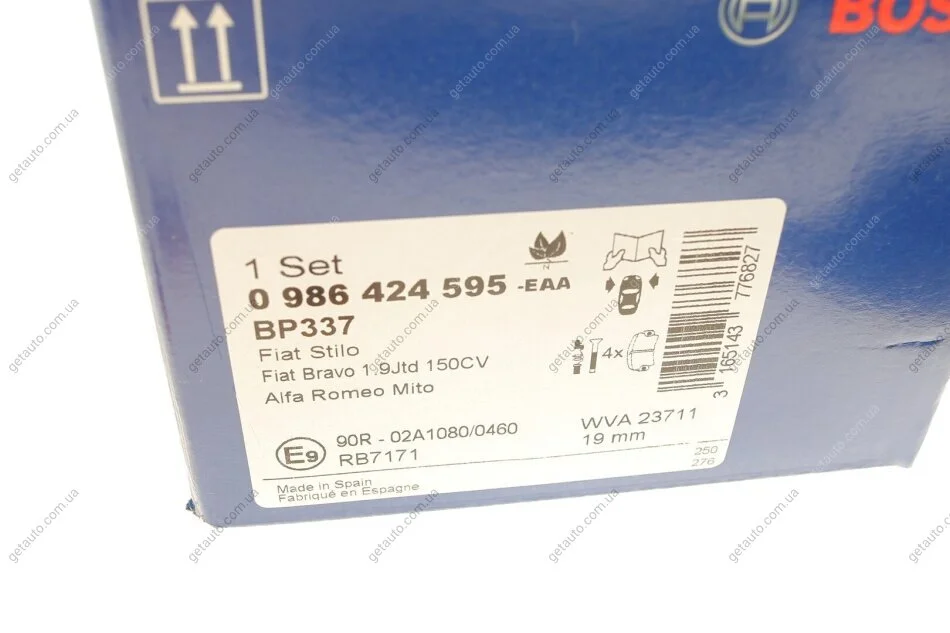 BOS
1 Set
0 986 424 595 -EAA
BP337
Fiat Stilo
Fiat Bravo 1.9Jtd 150CV
Alfa Romeo Mito
N
4x
3 165143 776827
E9
90R - 02A1080/0460
RB7171
WVA 23711
19 mm
250
276
Made in Spain
Fabriqué en Espagne
getauto.com.ua